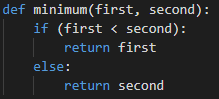 def minimum(first, second):
    if (first < second):
        return first
    else:
        return second